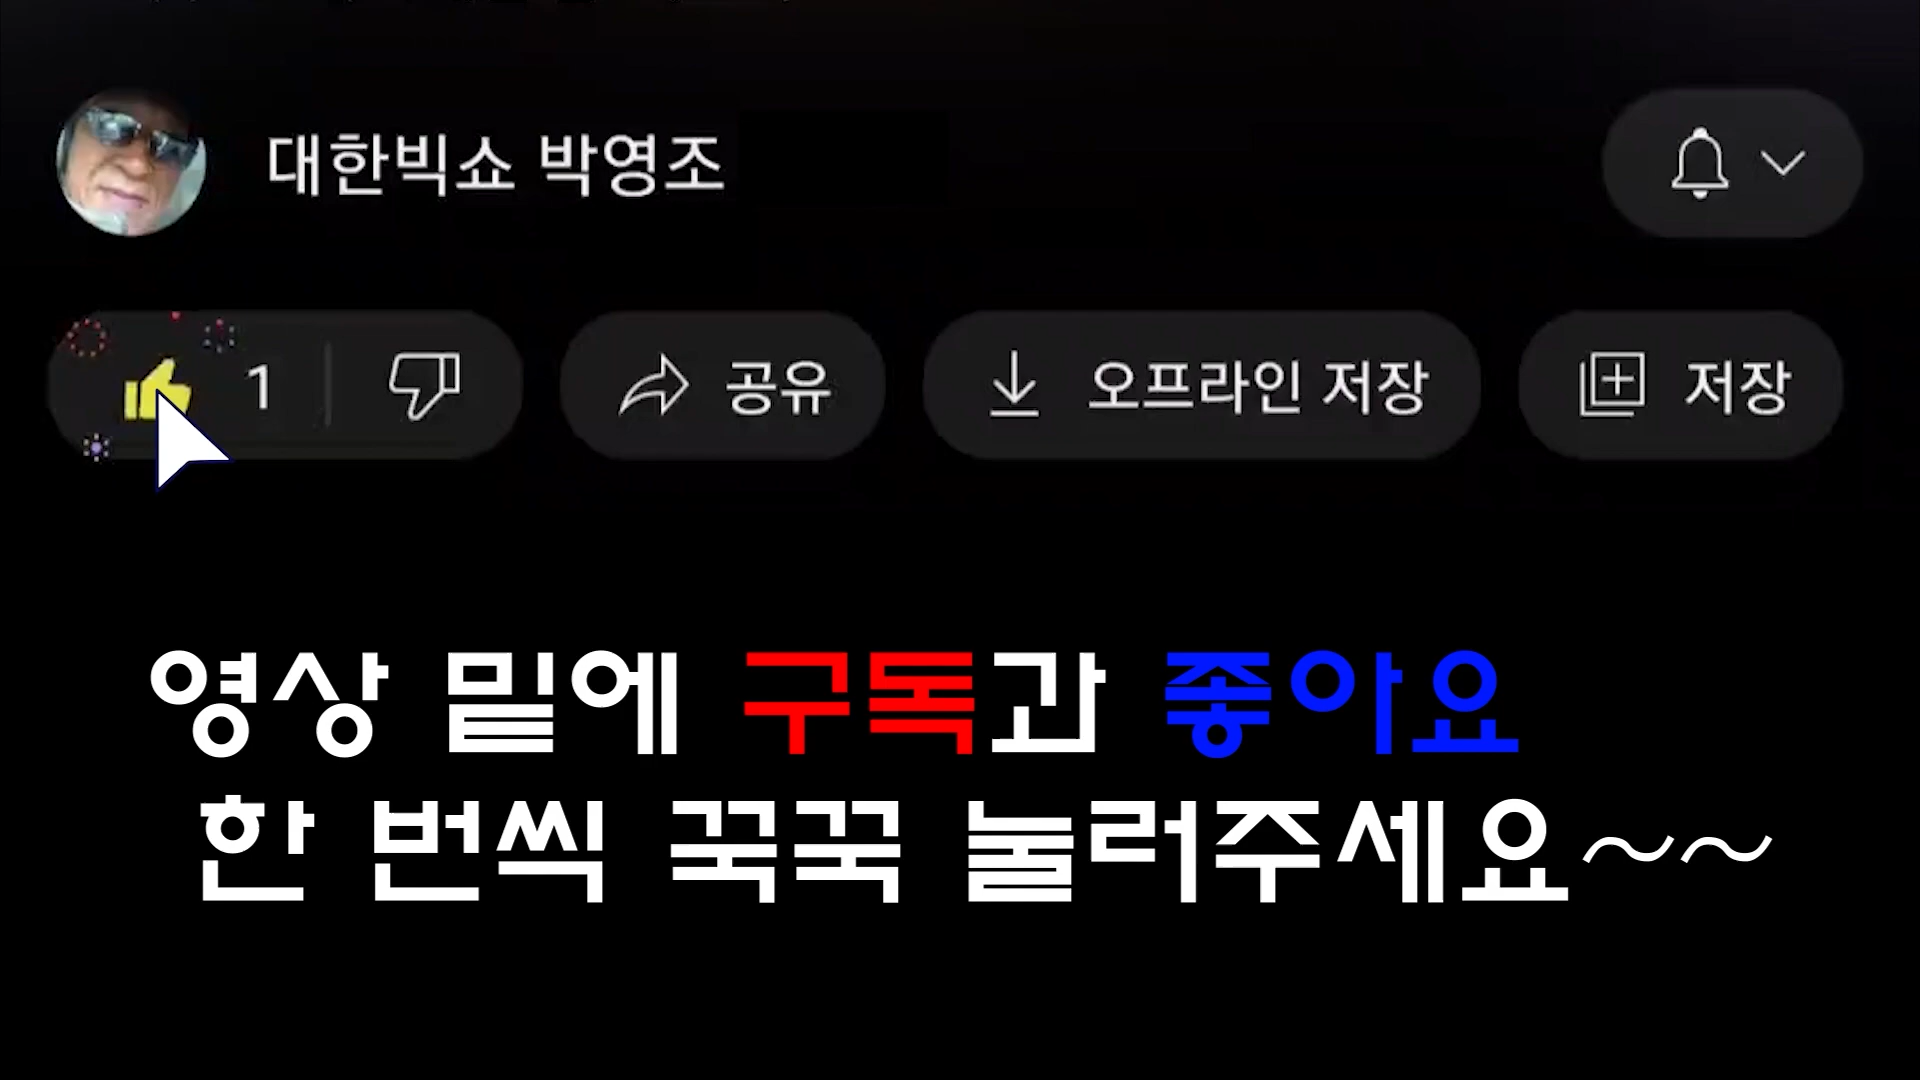 대한빅쇼 박영조
1
공유
오프라인 저장
저장
영상 밑에 구독과 좋아요
한 번씩 꾹꾹 눌러주세요~~